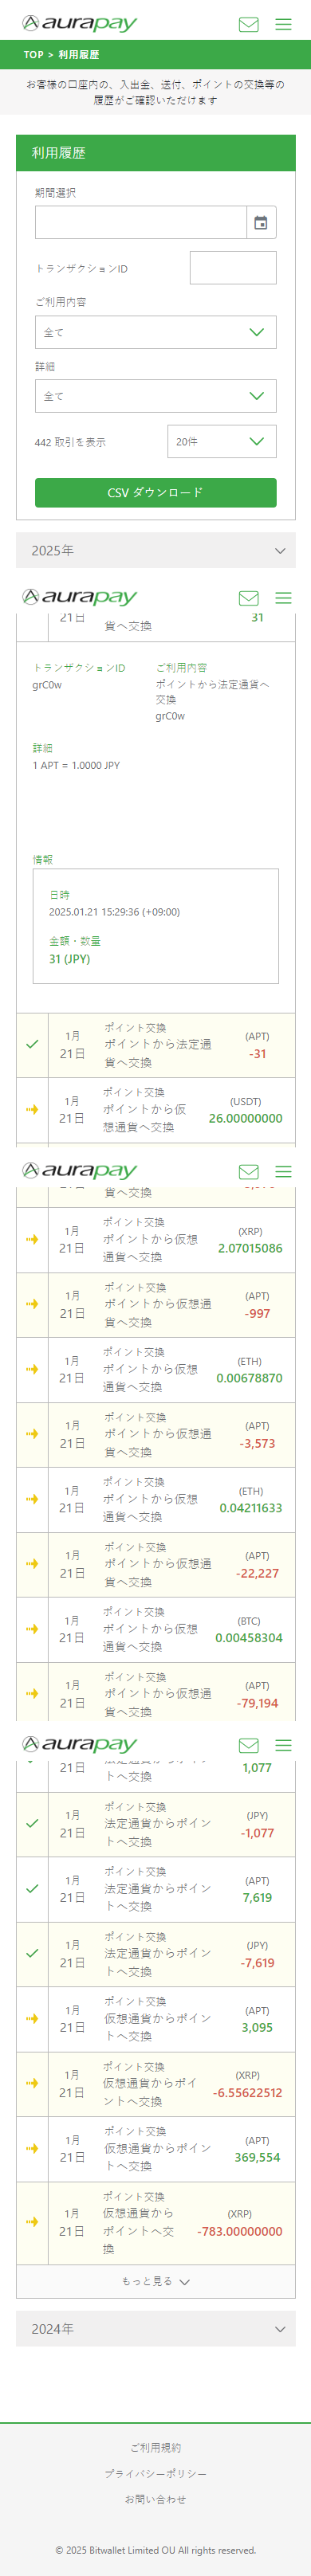 aurapay
TOP > 利用履歴
お客様の口座内の、入出金、送付、ポイントの交換等の
履歴がご確認いただけます
利用履歴
期間選択
トランザクションID
ご利用内容
全て
詳細
全て
442 取引を表示
20件
CSV ダウンロード
2025年
aurapay
21日
貨へ交換
31
トランザクションID
ご利用内容
grC0w
ポイントから法定通貨へ
交換
grC0w
詳細
1 APT = 1.0000 JPY
情報
日時
2025.01.21 15:29:36 (+09:00)
金額・数量
31 (JPY)
1月
21日
ポイント交換
ポイントから法定通
貨へ交換
(APT)
-31
1月
21日
ポイント交換
ポイントから仮
想通貨へ交換
(USDT)
26.00000000
aurapay
貨へ交換
1月
21日
ポイント交換
ポイントから仮想
通貨へ交換
(XRP)
2.07015086
1月
21日
ポイント交換
ポイントから仮想通
貨へ交換
(APT)
-997
1月
21日
ポイント交換
ポイントから仮想
通貨へ交換
(ETH)
0.00678870
1月
21日
ポイント交換
ポイントから仮想通
貨へ交換
(APT)
-3,573
1月
21日
ポイント交換
ポイントから仮想
通貨へ交換
(ETH)
0.04211633
1月
21日
ポイント交換
ポイントから仮想通
貨へ交換
(APT)
-22,227
1月
21日
ポイント交換
ポイントから仮想
通貨へ交換
(BTC)
0.00458304
1月
21日
ポイント交換
ポイントから仮想通
貨へ交換
(APT)
-79,194
aurapay
21日
トへ交換
1,077
1月
21日
ポイント交換
法定通貨からポイン
トへ交換
(JPY)
-1,077
1月
21日
ポイント交換
法定通貨からポイン
トへ交換
(APT)
7,619
1月
21日
ポイント交換
法定通貨からポイン
トへ交換
(JPY)
-7,619
1月
21日
ポイント交換
仮想通貨からポイン
トへ交換
(APT)
3,095
1月
21日
ポイント交換
仮想通貨からポイ
ントへ交換
(XRP)
-6.55622512
1月
21日
ポイント交換
仮想通貨からポイン
トへ交換
(APT)
369,554
1月
21日
ポイント交換
仮想通貨から
ポイントへ交
換
(XRP)
-783.00000000
もっと見る
2024年
ご利用規約
プライバシーポリシー
お問い合わせ
© 2025 Bitwallet Limited OU All rights reserved.